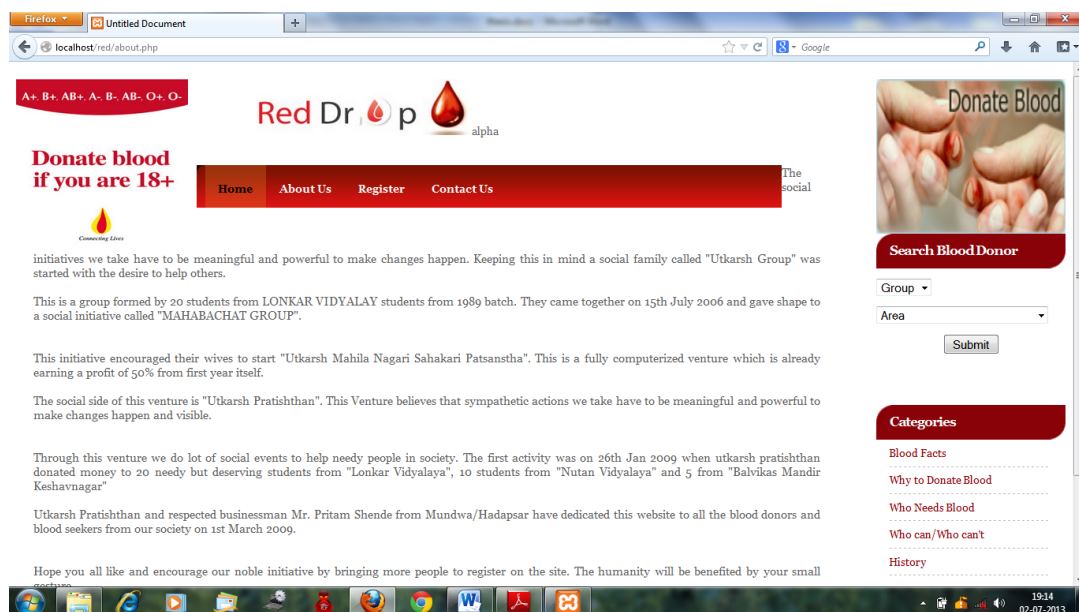 Firefox
Untitled Document
localhost/red/about.php
Google
A+, B+, AB+, A-, B-, AB-, O+, O-
Donate blood
if you are 18+
Connecting Lives
Red Dr p
alpha
Home About Us Register Contact Us
The
social
initiatives we take have to be meaningful and powerful to make changes happen. Keeping this in mind a social family called "Utkarsh Group" was
started with the desire to help others.
This is a group formed by 20 students from LONKAR VIDYALAY students from 1989 batch. They came together on 15th July 2006 and gave shape to
a social initiative called "MAHABACHAT GROUP".
This initiative encouraged their wives to start "Utkarsh Mahila Nagari Sahakari Patsanstha". This is a fully computerized venture which is already
earning a profit of 50% from first year itself.
The social side of this venture is "Utkarsh Pratishthan". This Venture believes that sympathetic actions we take have to be meaningful and powerful to
make changes happen and visible.
Through this venture we do lot of social events to help needy people in society. The first activity was on 26th Jan 2009 when utkarsh pratishthan
donated money to 20 needy but deserving students from "Lonkar Vidyalaya", 10 students from "Nutan Vidyalaya" and 5 from "Balvikas Mandir
Keshavnagar"
Utkarsh Pratishthan and respected businessman Mr. Pritam Shende from Mundwa/Hadapsar have dedicated this website to all the blood donors and
blood seekers from our society on 1st March 2009.
Hope you all like and encourage our noble initiative by bringing more people to register on the site. The humanity will be benefited by your small
gesture
Donate Blood
Search Blood Donor
Group
Area
Submit
Categories
Blood Facts
Why to Donate Blood
Who Needs Blood
Who can/Who can't
History
19:14
02-07-2013